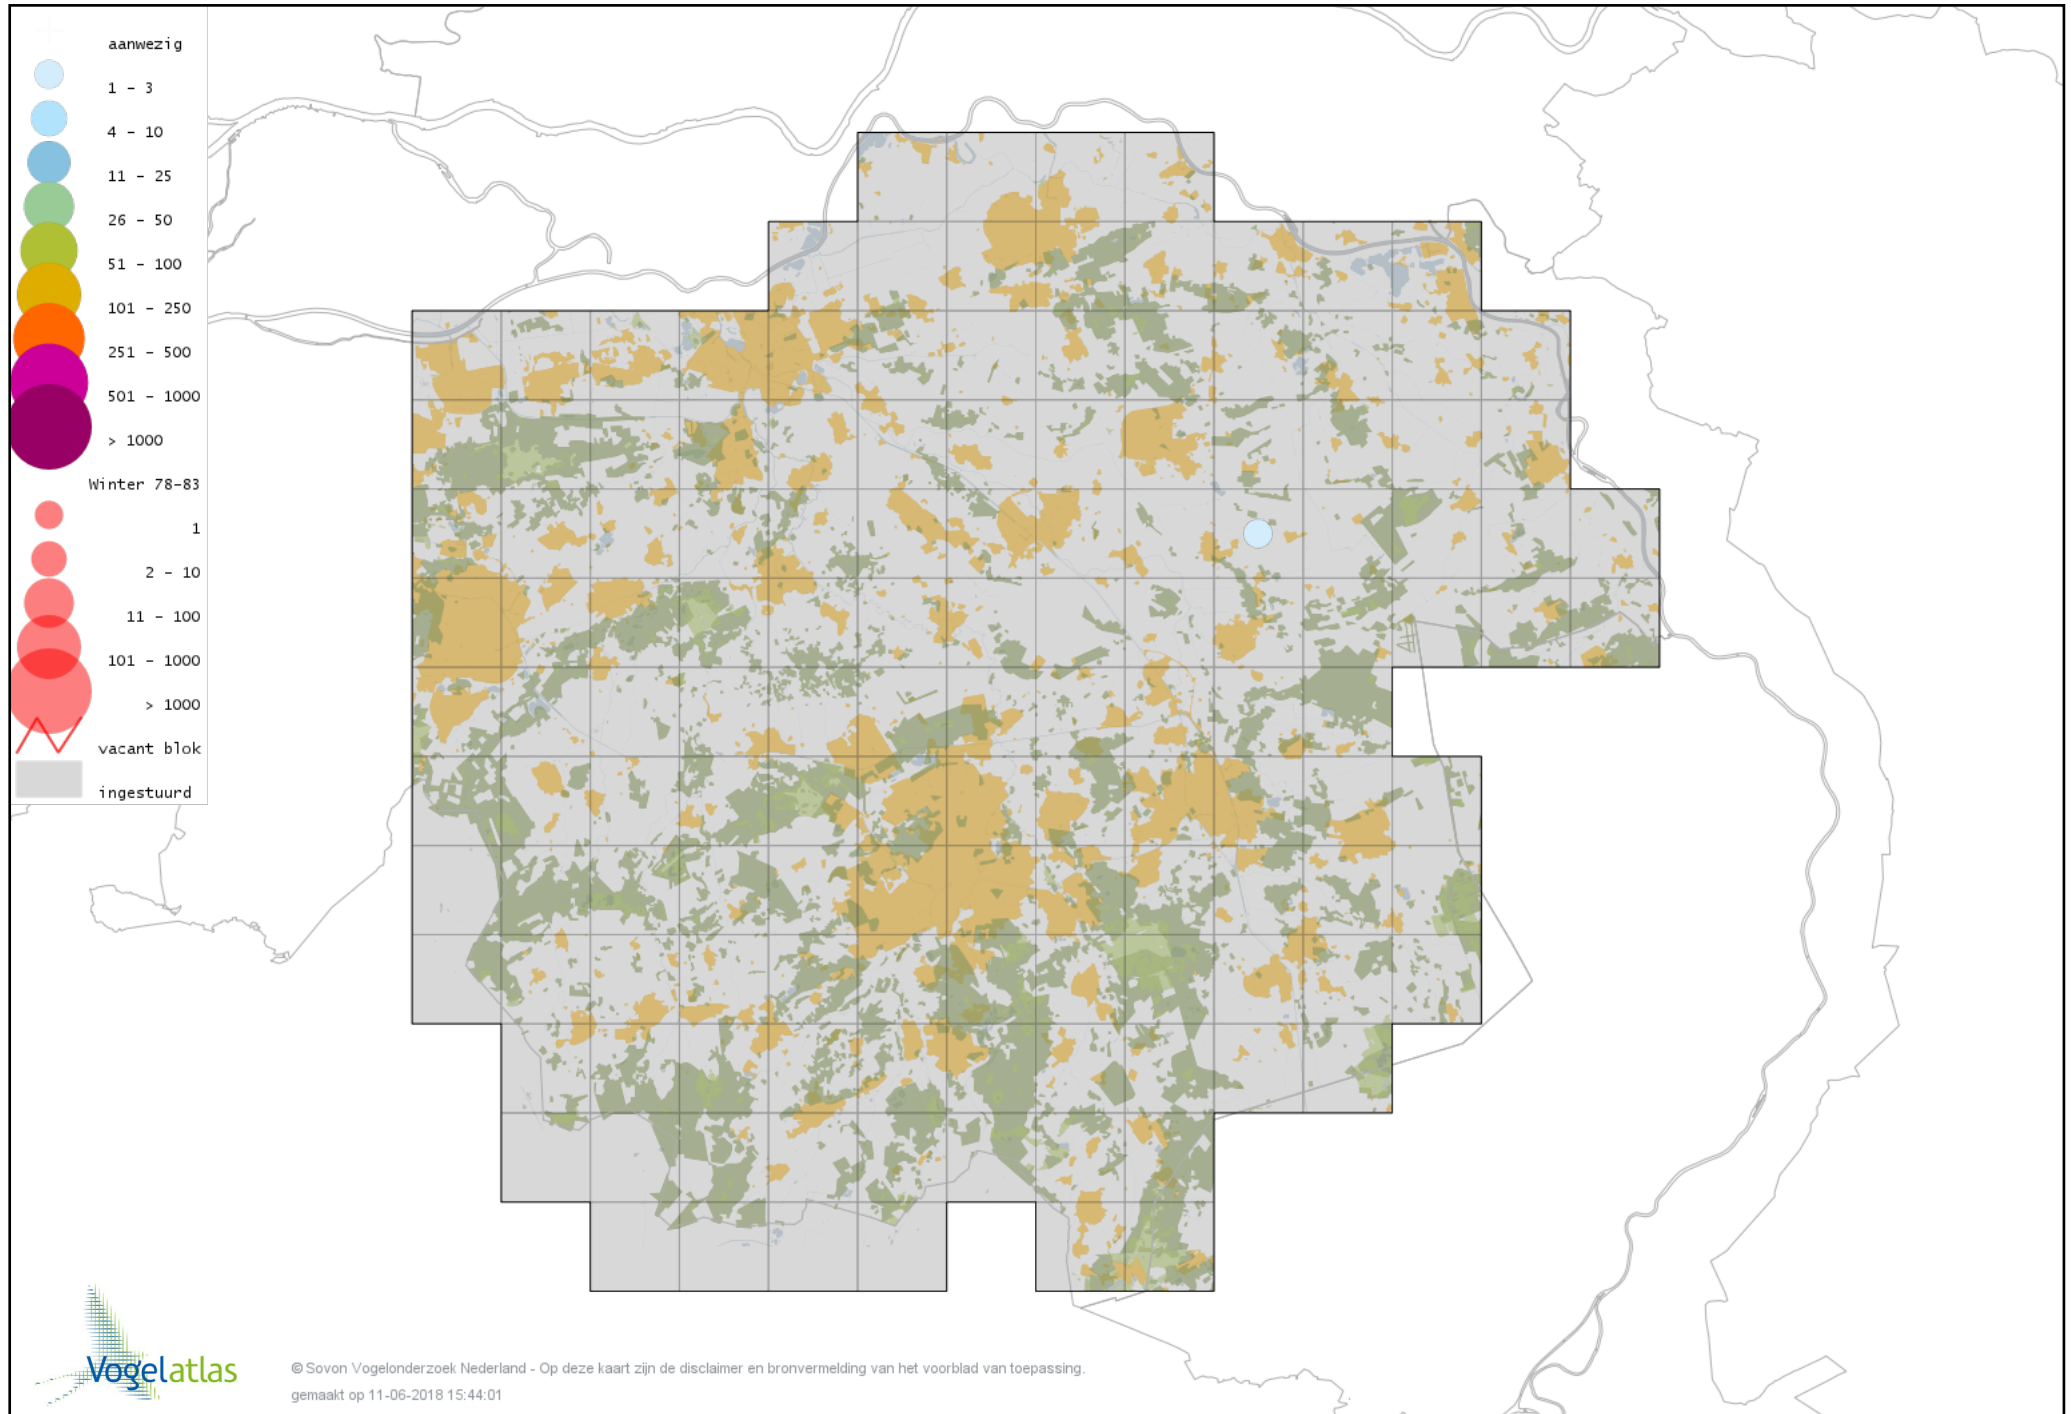 aanwezig
1 - 3
4 - 10
11 - 25
26 - 50
51 - 100
101 - 250
251 - 500
501 - 1000
> 1000
Winter 78-83
1
2 - 10
11 - 100
101 - 1000
> 1000
vacant blok
ingestuurd
Vogelatlas
© Sovon Vogelonderzoek Nederland - Op deze kaart zijn de disclaimer en bronvermelding van het voorblad van toepassing.
gemaakt op 11-06-2018 15:44:01